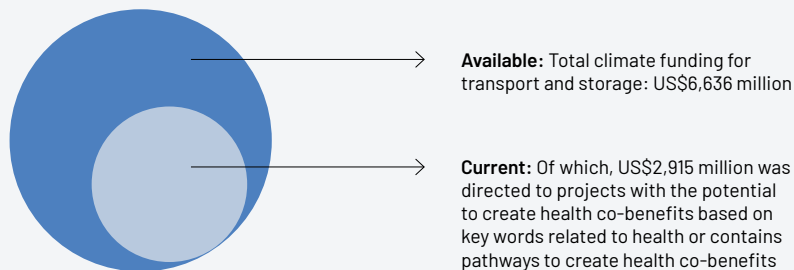 Available: Total climate funding for
transport and storage: US$6,636 million
Current: Of which, US$2,915 million was
directed to projects with the potential
to create health co-benefits based on
key words related to health or contains
pathways to create health co-benefits